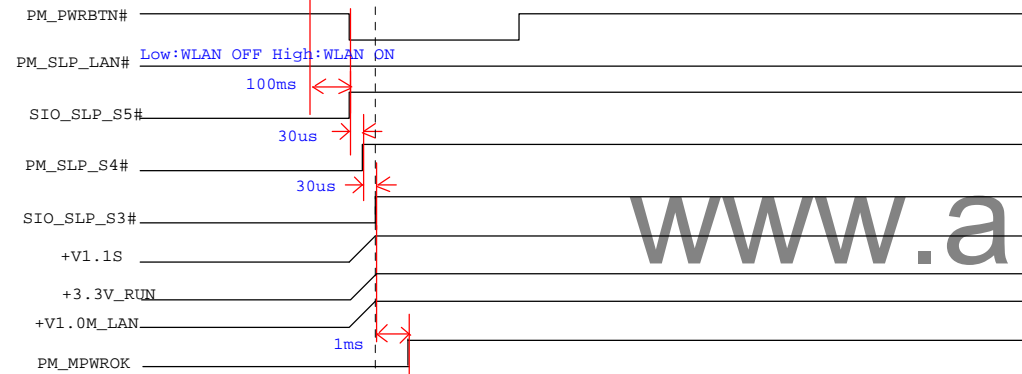 PM_PWRBTN#
Low:WLAN OFF High:WLAN ON
PM_SLP_LAN#
100ms
SIO_SLP_S5#
30us
PM_SLP_S4#
30us
SIO_SLP_S3#
www.a
+V1.1S
+3.3V_RUN
+V1.0M_LAN
1ms
PM_MPWROK